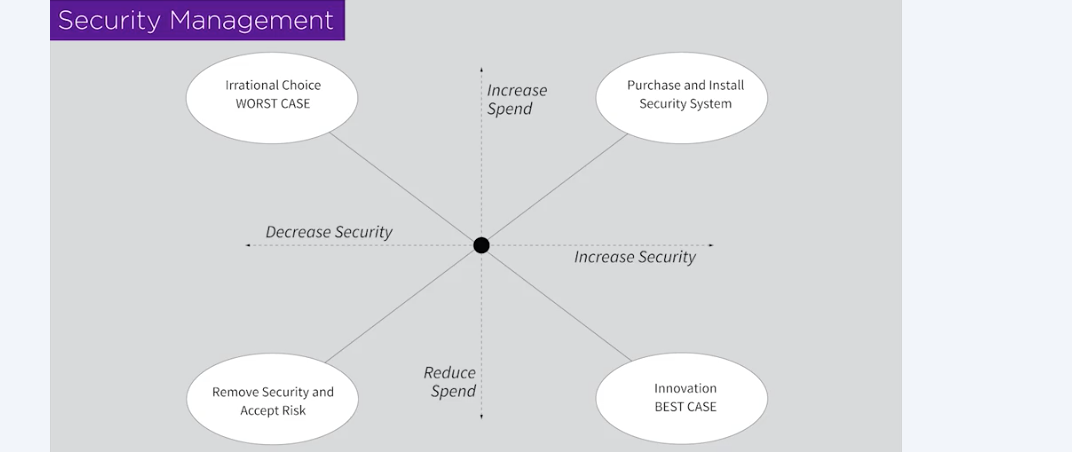 Security Management
Irrational Choice
WORST CASE
Increase
Spend
Purchase and Install
Security System
Decrease Security
Increase Security
Reduce
Spend
Remove Security and
Accept Risk
Innovation
BEST CASE